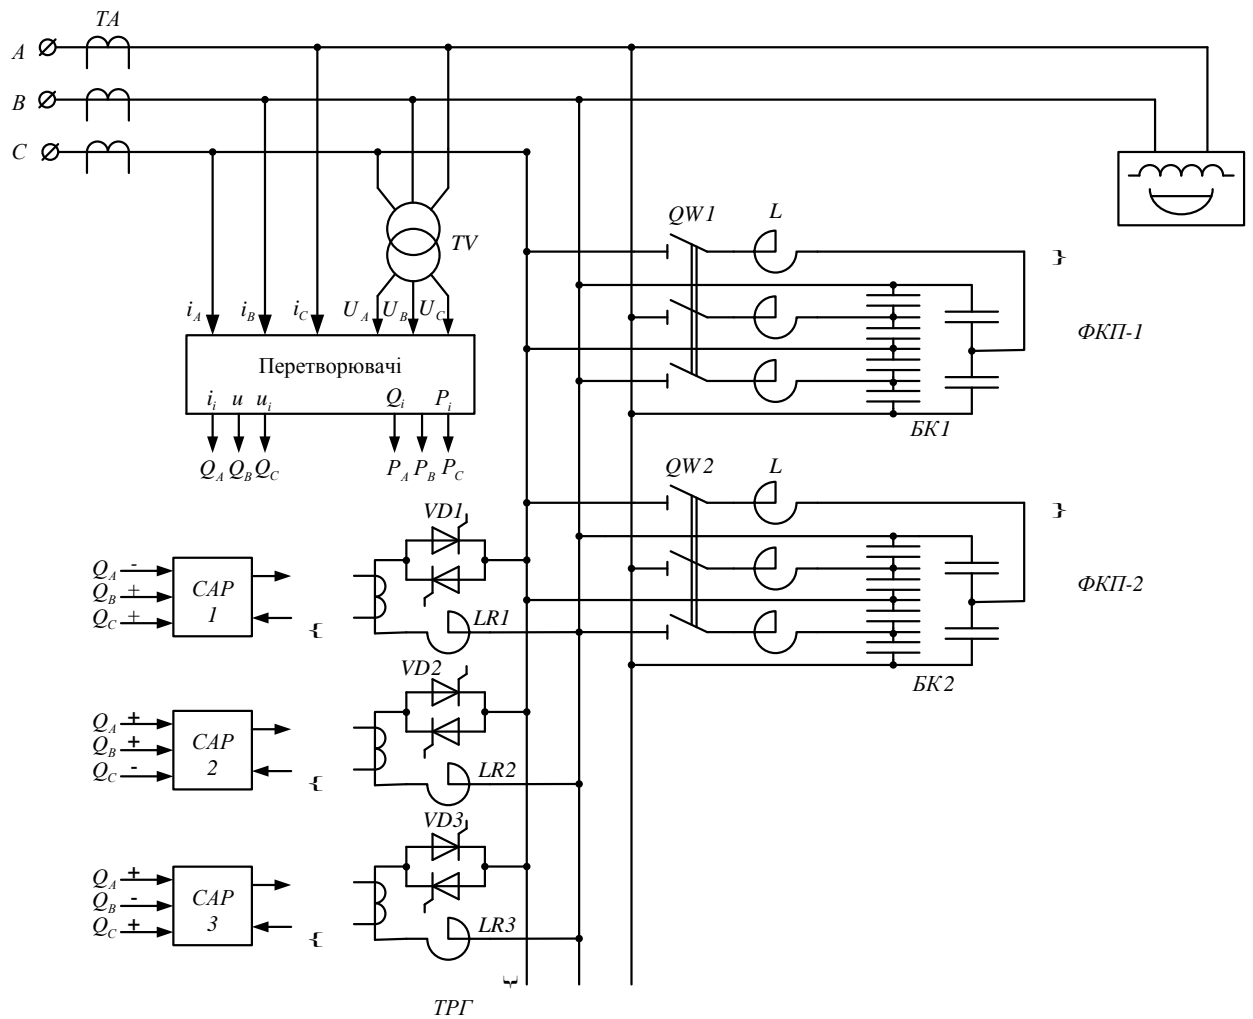 TA
A
B
C
QW1
L
TV
i_A i_B i_C U_A U_B U_C
ФКП-1
Перетворювачі
i_i u u_i Q_i P_i
БК1
Q_A Q_B Q_C P_A P_B P_C
QW2
L
VD1
Q_A -
Q_B +
Q_C +
САР
1
LR1
ФКП-2
VD2
БК2
Q_A +
Q_B +
Q_C -
САР
2
LR2
VD3
Q_A +
Q_B -
Q_C +
САР
3
LR3
ТРГ